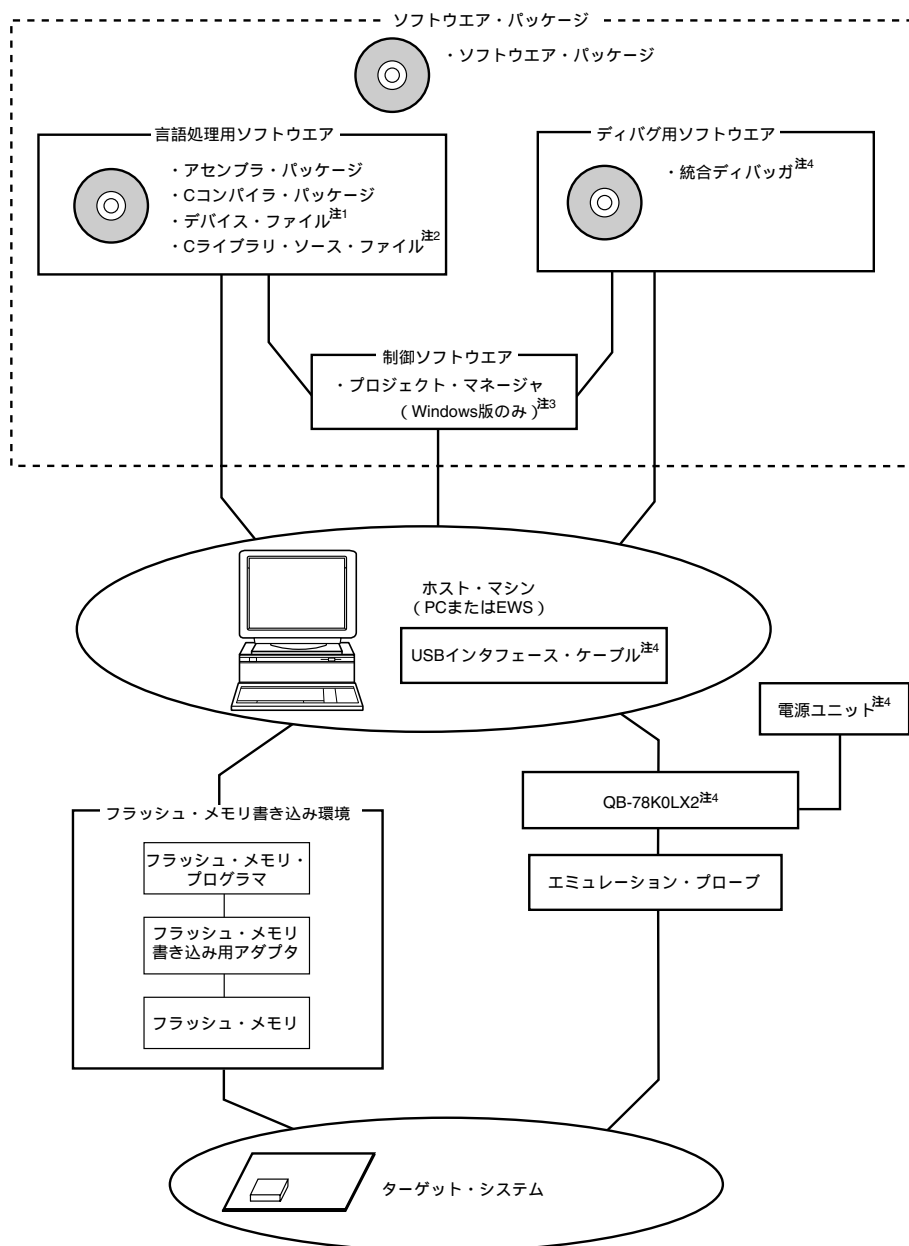 ソフトウエア・パッケージ
・ソフトウエア・パッケージ
言語処理用ソフトウエア
・アセンブラ・パッケージ
・Cコンパイラ・パッケージ
・デバイス・ファイル注1
・Cライブラリ・ソース・ファイル注2
ディバグ用ソフトウエア
・統合ディバッガ注4
制御ソフトウエア
・プロジェクト・マネージャ
(Windows版のみ)注3
ホスト・マシン
(PCまたはEWS)
USBインタフェース・ケーブル注4
電源ユニット注4
QB-78K0LX2注4
エミュレーション・プローブ
フラッシュ・メモリ書き込み環境
フラッシュ・メモリ・
プログラマ
フラッシュ・メモリ
書き込み用アダプタ
フラッシュ・メモリ
ターゲット・システム